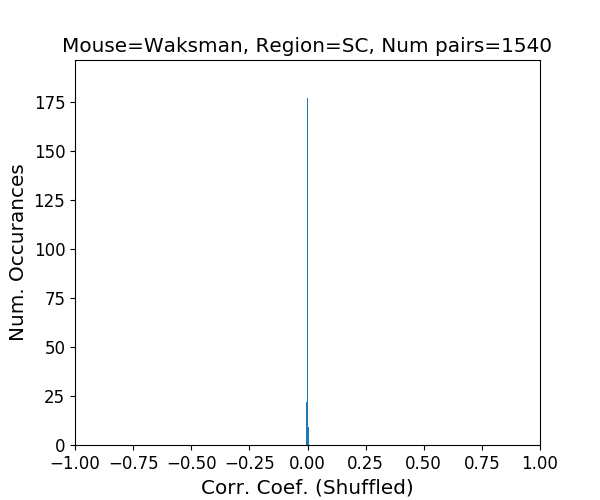 Mouse=Waksman, Region=SC, Num pairs=1540
175
150
125
100
75
50
25
0
Num. Occurances
−1.00 −0.75 −0.50 −0.25 0.00 0.25 0.50 0.75 1.00
Corr. Coef. (Shuffled)